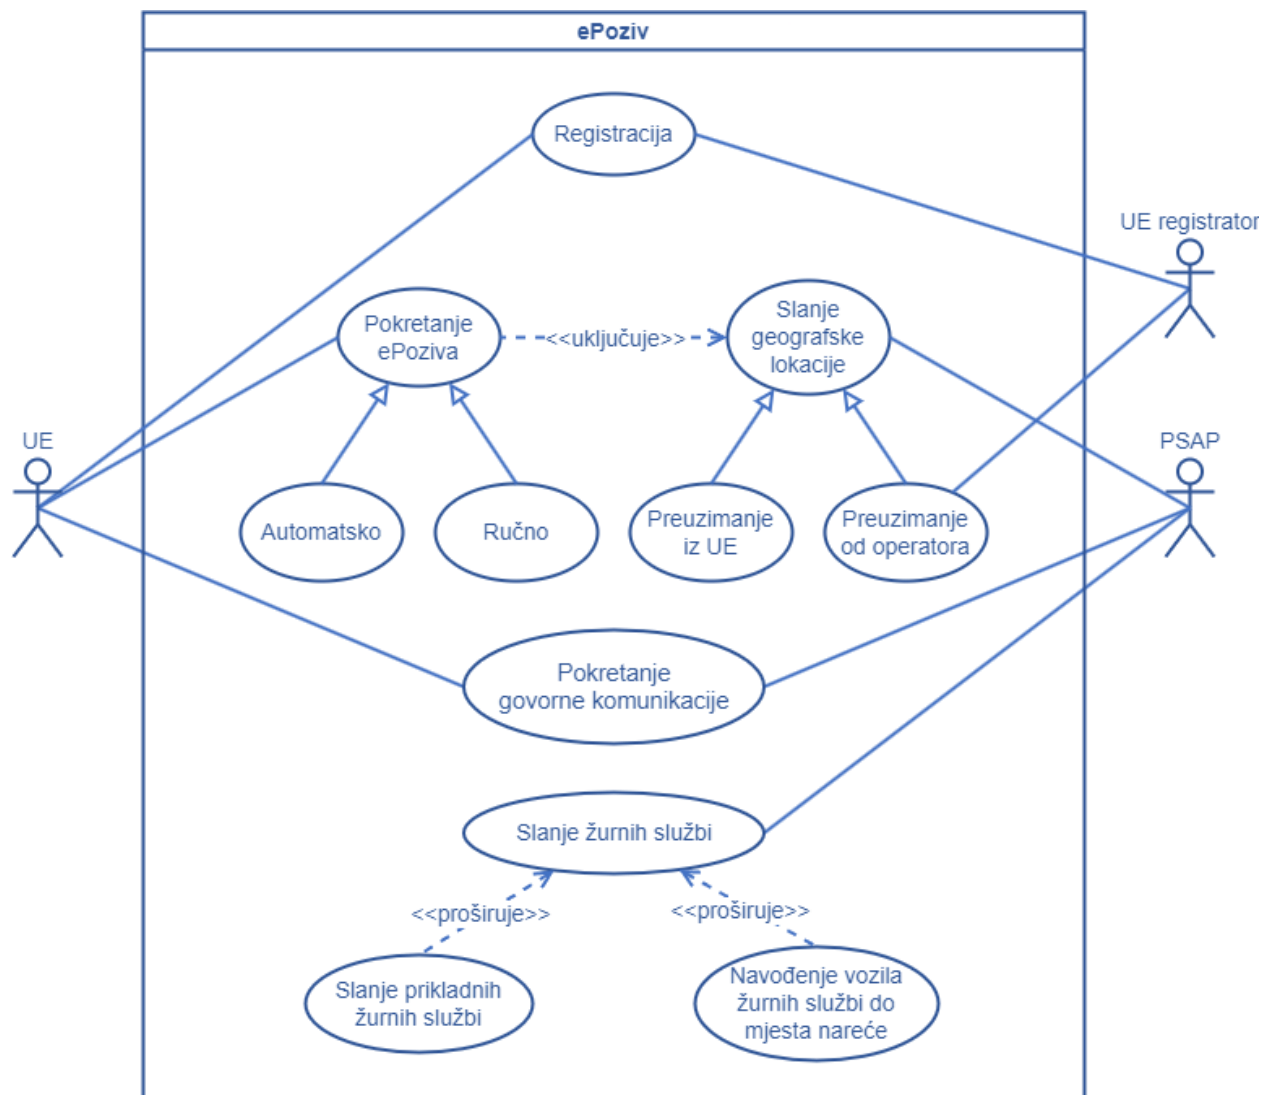 ePoziv
Registracija
UE registrator
Pokretanje
ePoziva
<<uključuje>>
Slanje
geografske
lokacije
UE
PSAP
Automatsko
Ručno
Preuzimanje
iz UE
Preuzimanje
od operatora
Pokretanje
govorne komunikacije
Slanje žurnih službi
<<proširuje>>
<<proširuje>>
Slanje prikladnih
žurnih službi
Navođenje vozila
žurnih službi do
mjesta nareće